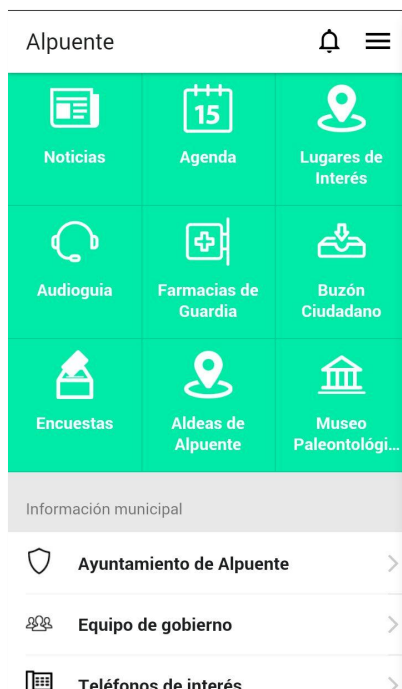 Alpuente
15
Noticias
Agenda
Lugares de
Interés
Audioguia
Farmacias de
Guardia
Buzón
Ciudadano
Encuestas
Aldeas de
Alpuente
Museo
Paleontológi...
Información municipal
Ayuntamiento de Alpuente
Equipo de gobierno
Teléfonos de interés